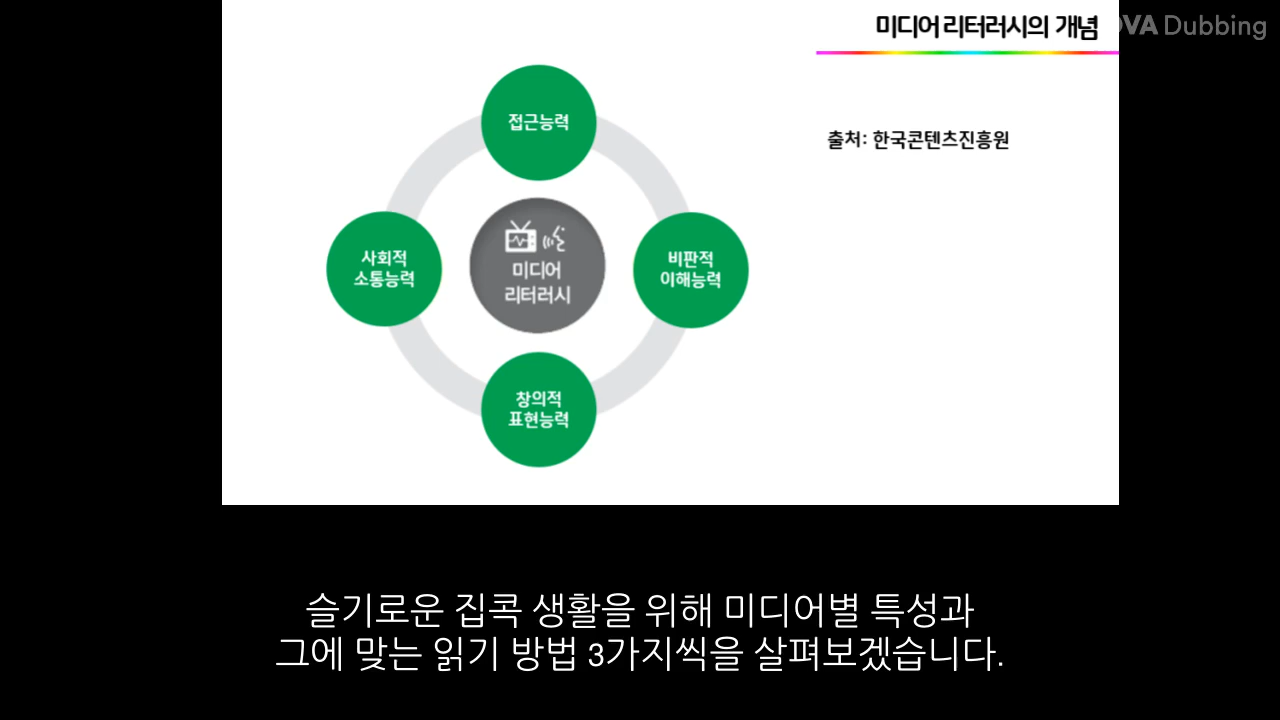 미디어 리터러시의 개념
OVA Dubbing
출처: 한국콘텐츠진흥원
접근능력
사회적
소통능력
미디어
리터러시
비판적
이해능력
창의적
표현능력
슬기로운 집콕 생활을 위해 미디어별 특성과
그에 맞는 읽기 방법 3가지씩을 살펴보겠습니다.